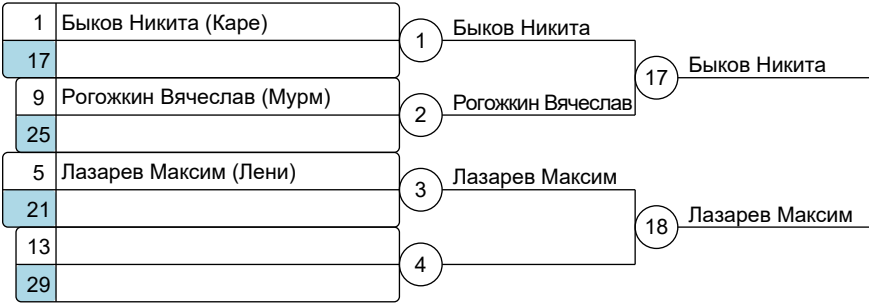 1 Быков Никита (Каре)
17
9 Рогожкин Вячеслав (Мурм)
25
5 Лазарев Максим (Лени)
21
13
29
1 Быков Никита
2 Рогожкин Вячеслав
3 Лазарев Максим
4
17 Быков Никита
18 Лазарев Максим